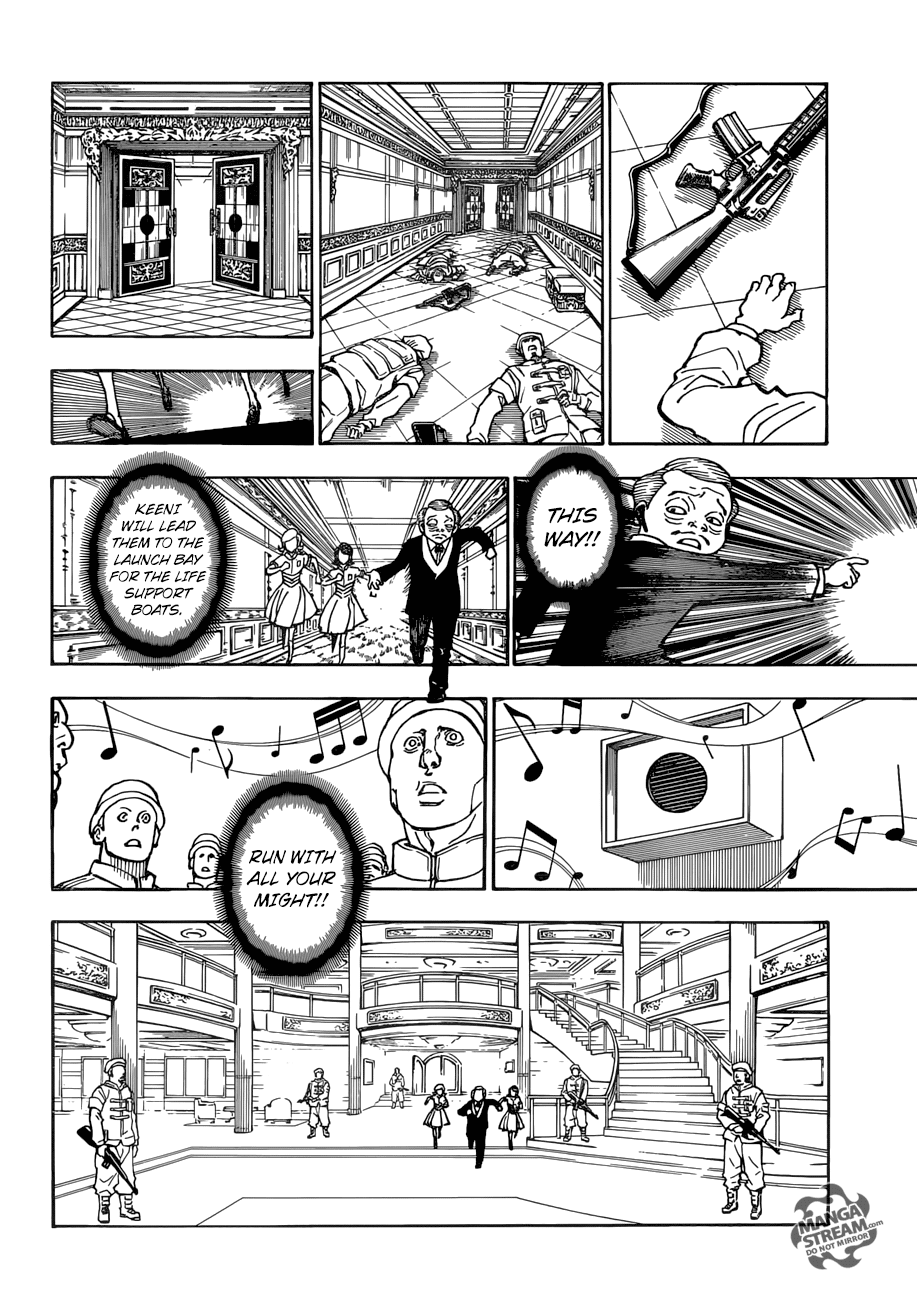 KEENI
WILL LEAD
THEM TO THE
LAUNCH BAY
FOR THE LIFE
SUPPORT
BOATS.
THIS
WAY!!
RUN WITH
ALL YOUR
MIGHT!!
MANGA
STREAM.com
DO NOT MIRROR